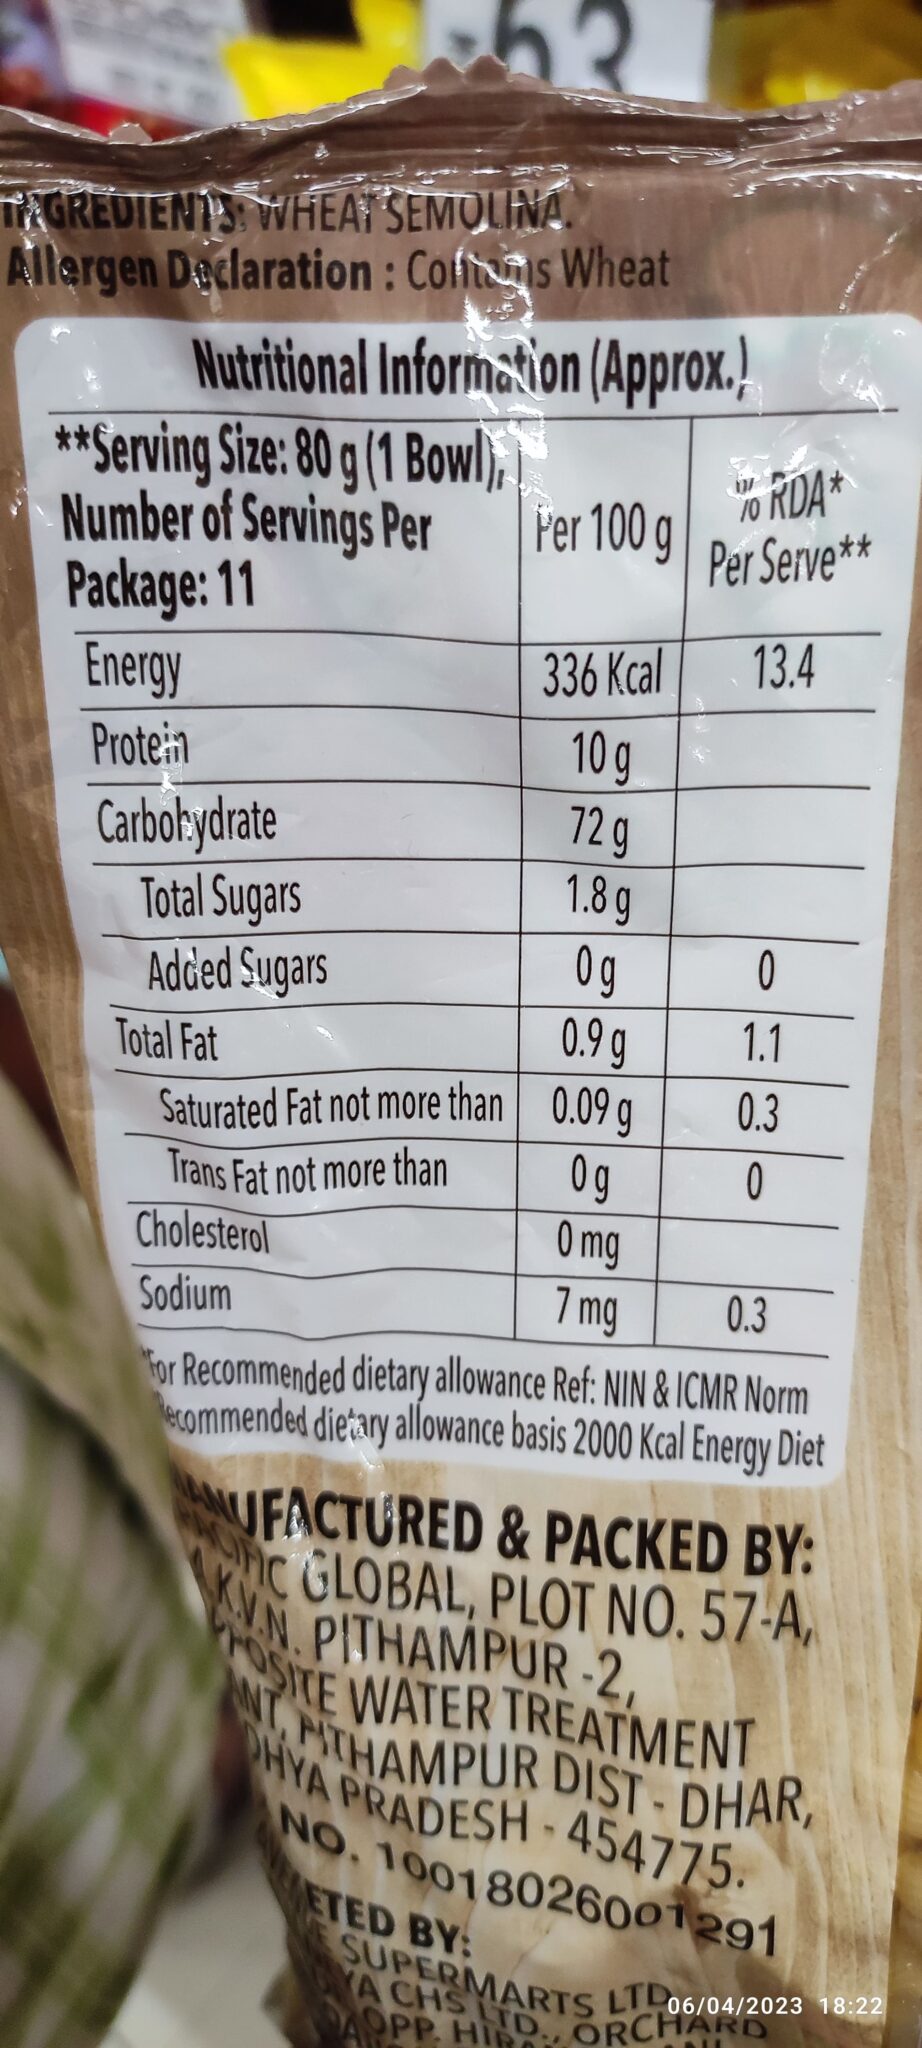 63
INGREDIENTS: WHEAT SEMOLINA.
Allergen Declaration : Contains Wheat
Nutritional Information (Approx.)
**Serving Size: 80 g (1 Bowl),
Number of Servings Per
Package: 11
Per 100 g
% RDA*
Per Serve**
Energy 336 Kcal 13.4
Protein 10 g
Carbohydrate 72 g
Total Sugars 1.8 g
Added Sugars 0 g 0
Total Fat 0.9 g 1.1
Saturated Fat not more than 0.09 g 0.3
Trans Fat not more than 0 g 0
Cholesterol 0 mg
Sodium 7 mg 0.3
*For Recommended dietary allowance Ref: NIN & ICMR Norm
Recommended dietary allowance basis 2000 Kcal Energy Diet
MANUFACTURED & PACKED BY:
PACIFIC GLOBAL, PLOT NO. 57-A,
A.K.V.N. PITHAMPUR -2,
WATER TREATMENT
PITHAMPUR DIST - DHAR,
PRADESH - 454775.
NO. 10018026001291
BY:
SUPERMARTS LTD.
CHS LTD., ORCHARD
OPP.
06/04/2023 18:22